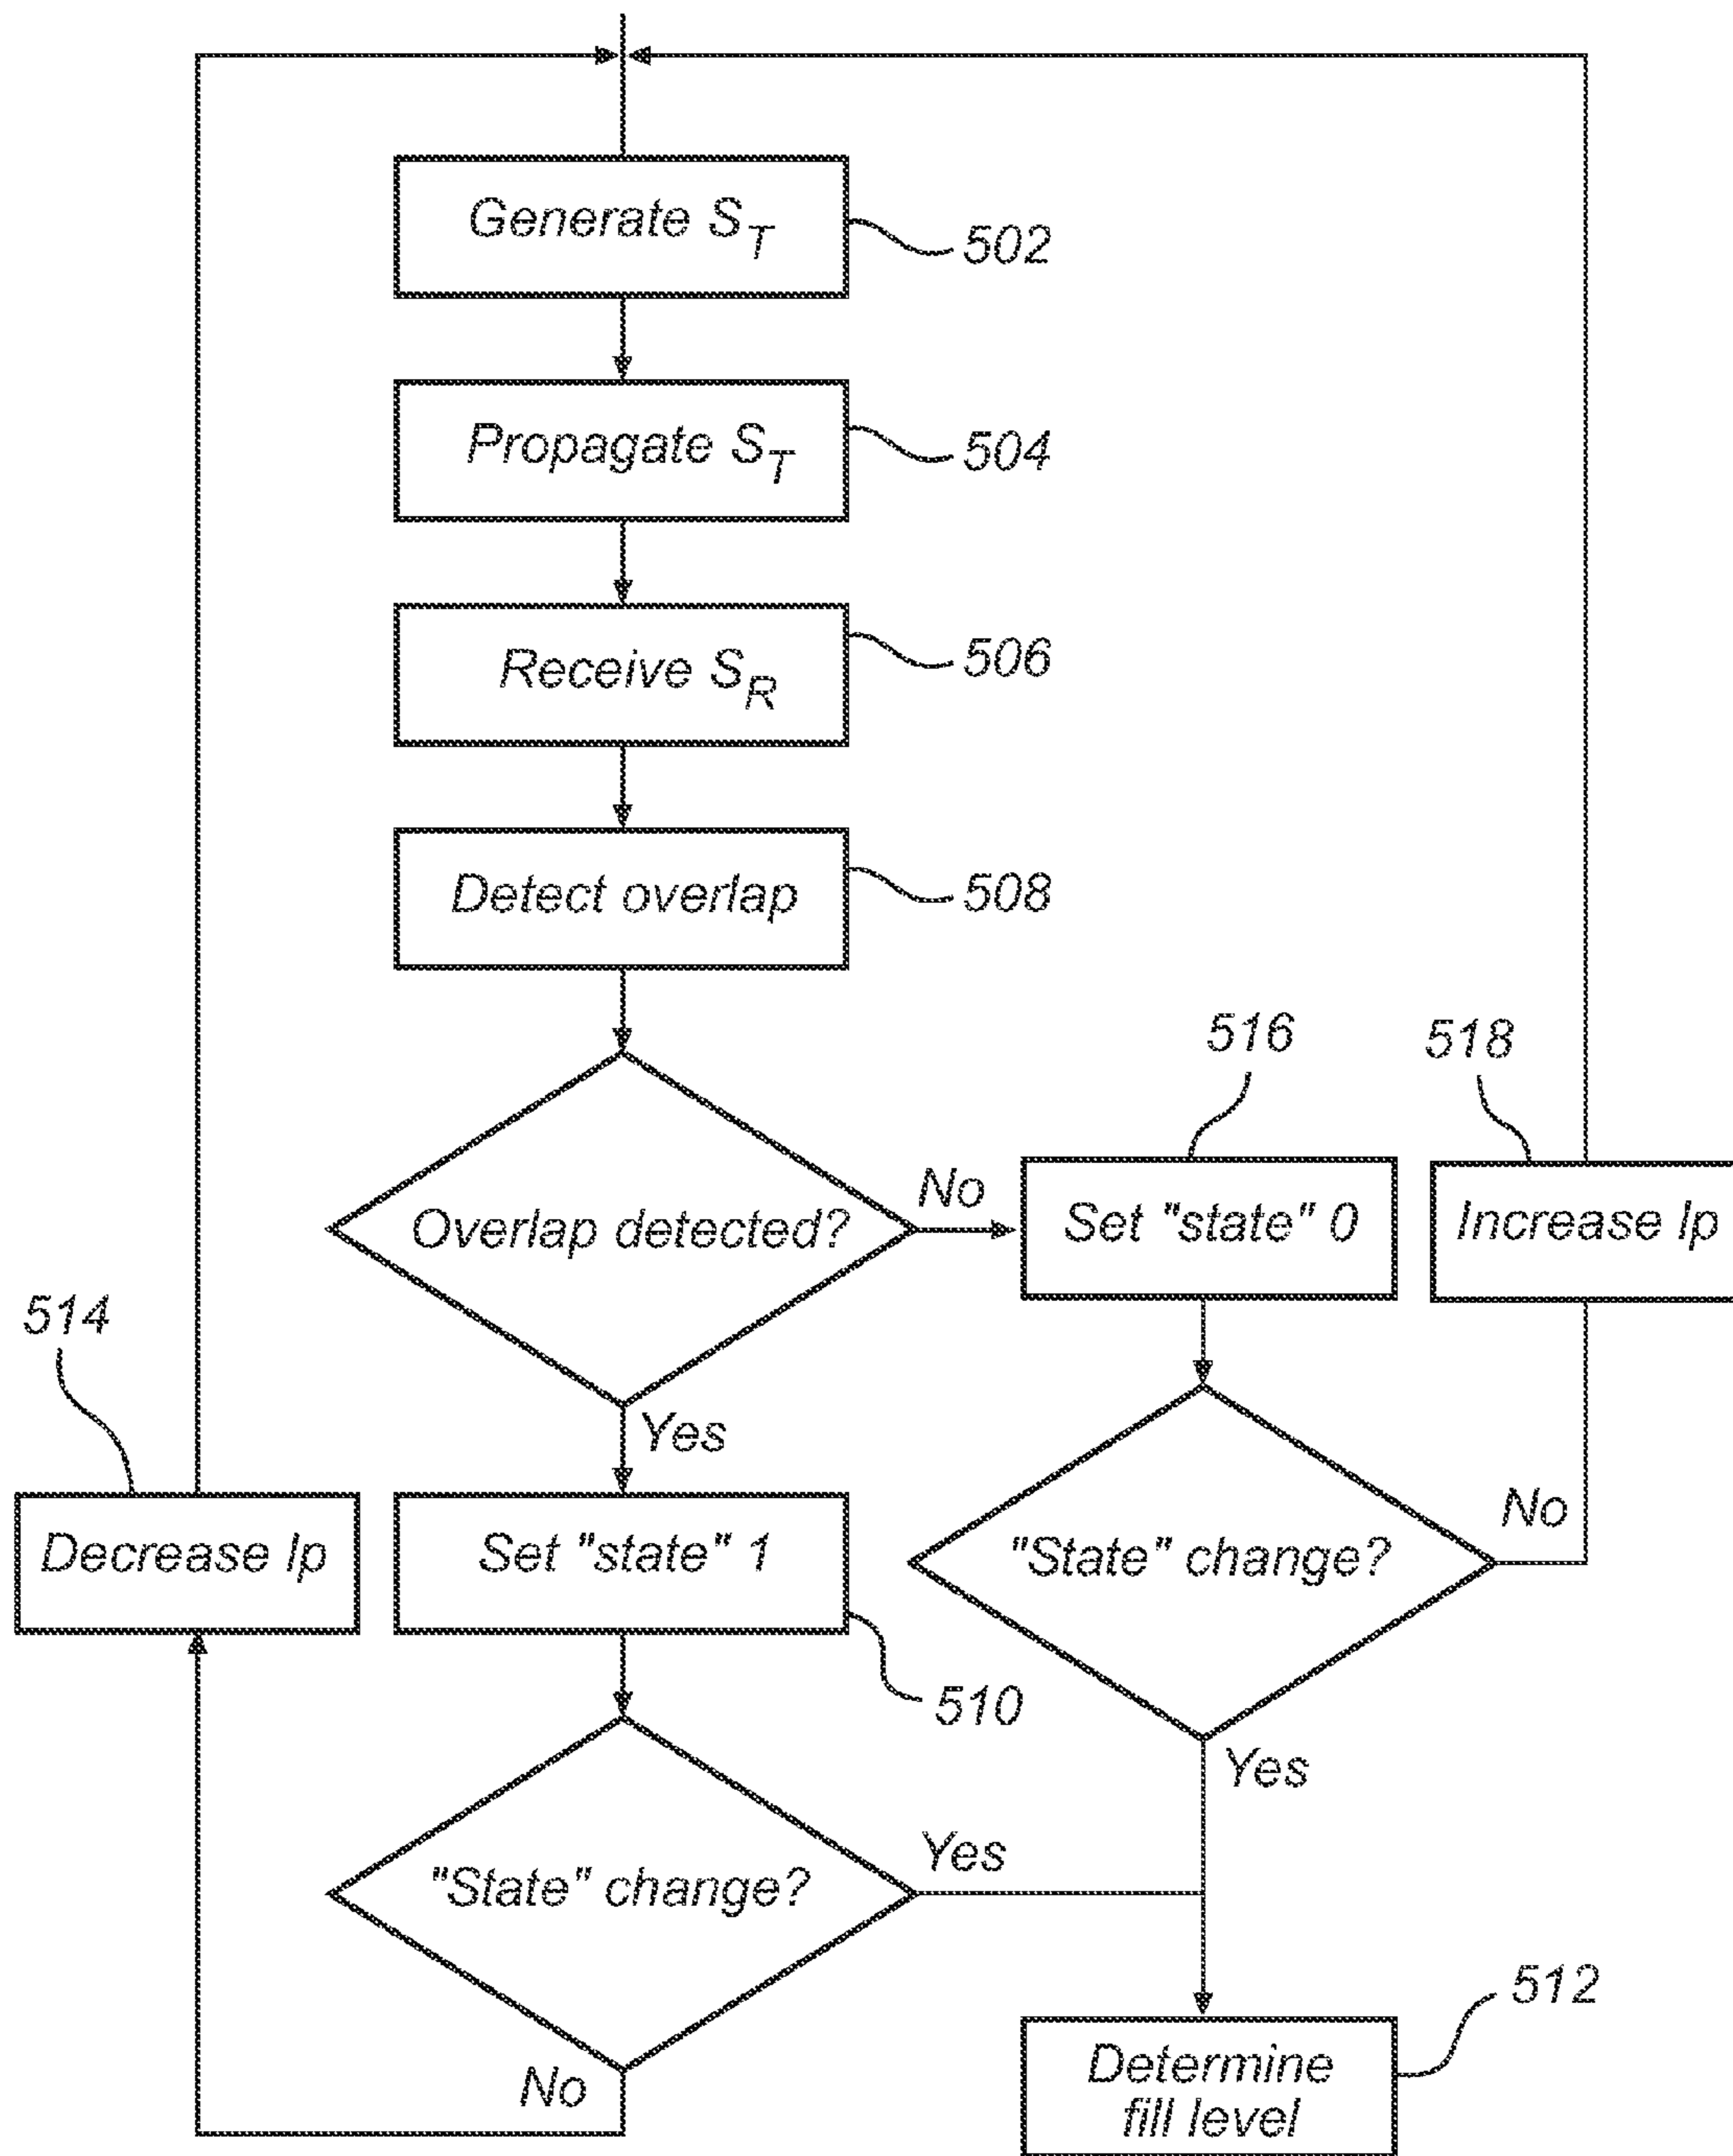 Generate S_T
502
Propagate S_T
504
Receive S_R
506
Detect overlap
508
516
518
Overlap detected?
No
Set "state" 0
Increase lp
514
Yes
Decrease lp
Set "state" 1
"State" change?
No
510
Yes
"State" change?
Yes
512
No
Determine
fill level